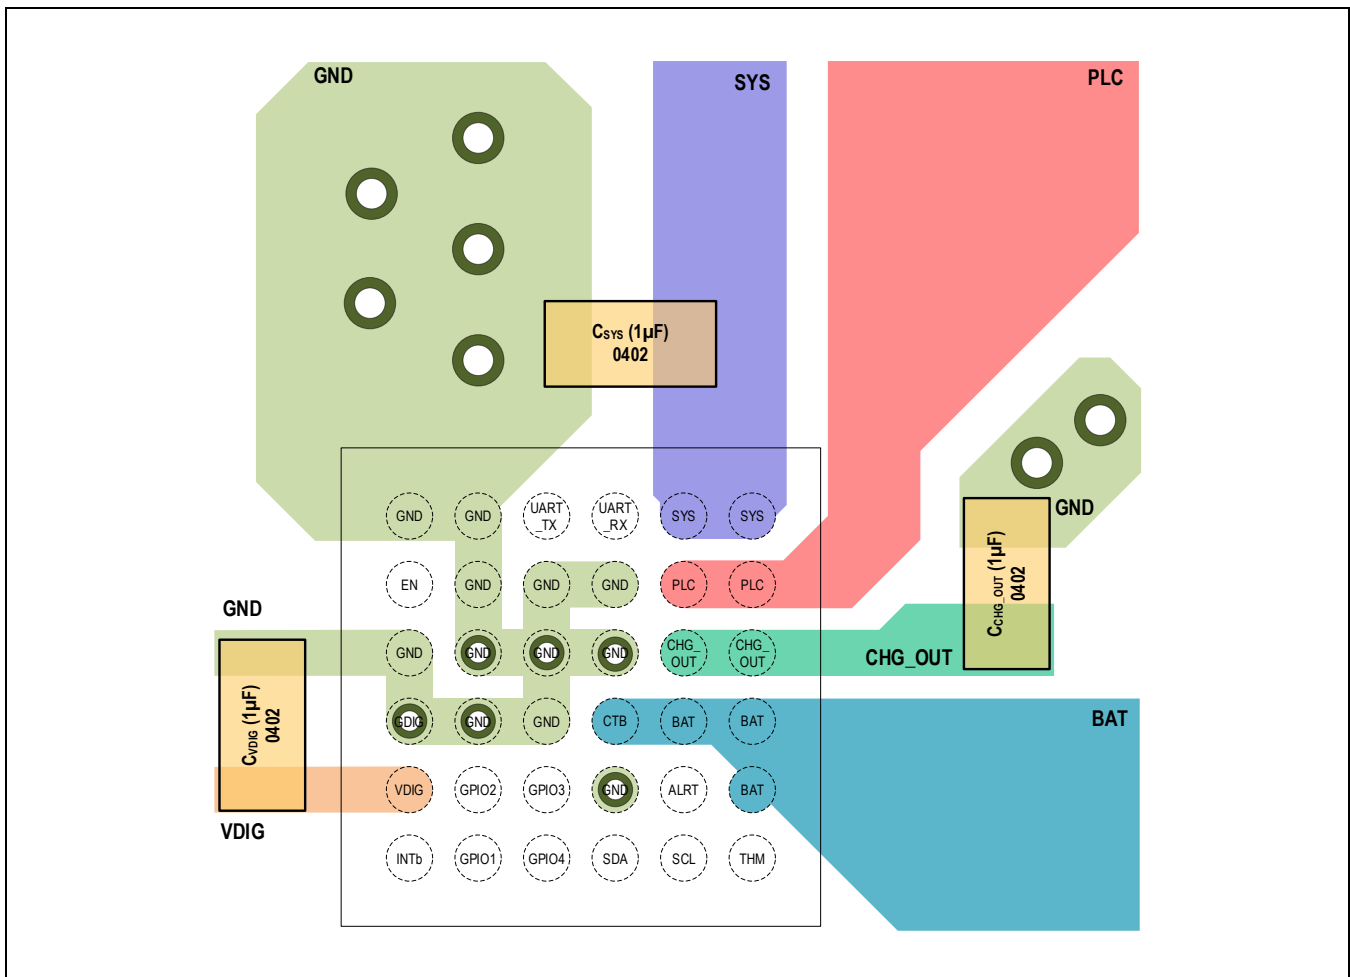 GND
SYS
PLC
CSYS (1µF)
0402
GND
CCHG_OUT (1µF)
0402
GND
GND
UART
_TX
UART
_RX
SYS
SYS
EN
GND
GND
GND
PLC
PLC
GND
GND
GND
GND
GND
CHG_
OUT
CHG_
OUT
CHG_OUT
CVDIG (1µF)
0402
GDIG
GND
GND
CTB
BAT
BAT
BAT
VDIG
GPIO2
GPIO3
GND
ALRT
BAT
VDIG
INTb
GPIO1
GPIO4
SDA
SCL
THM